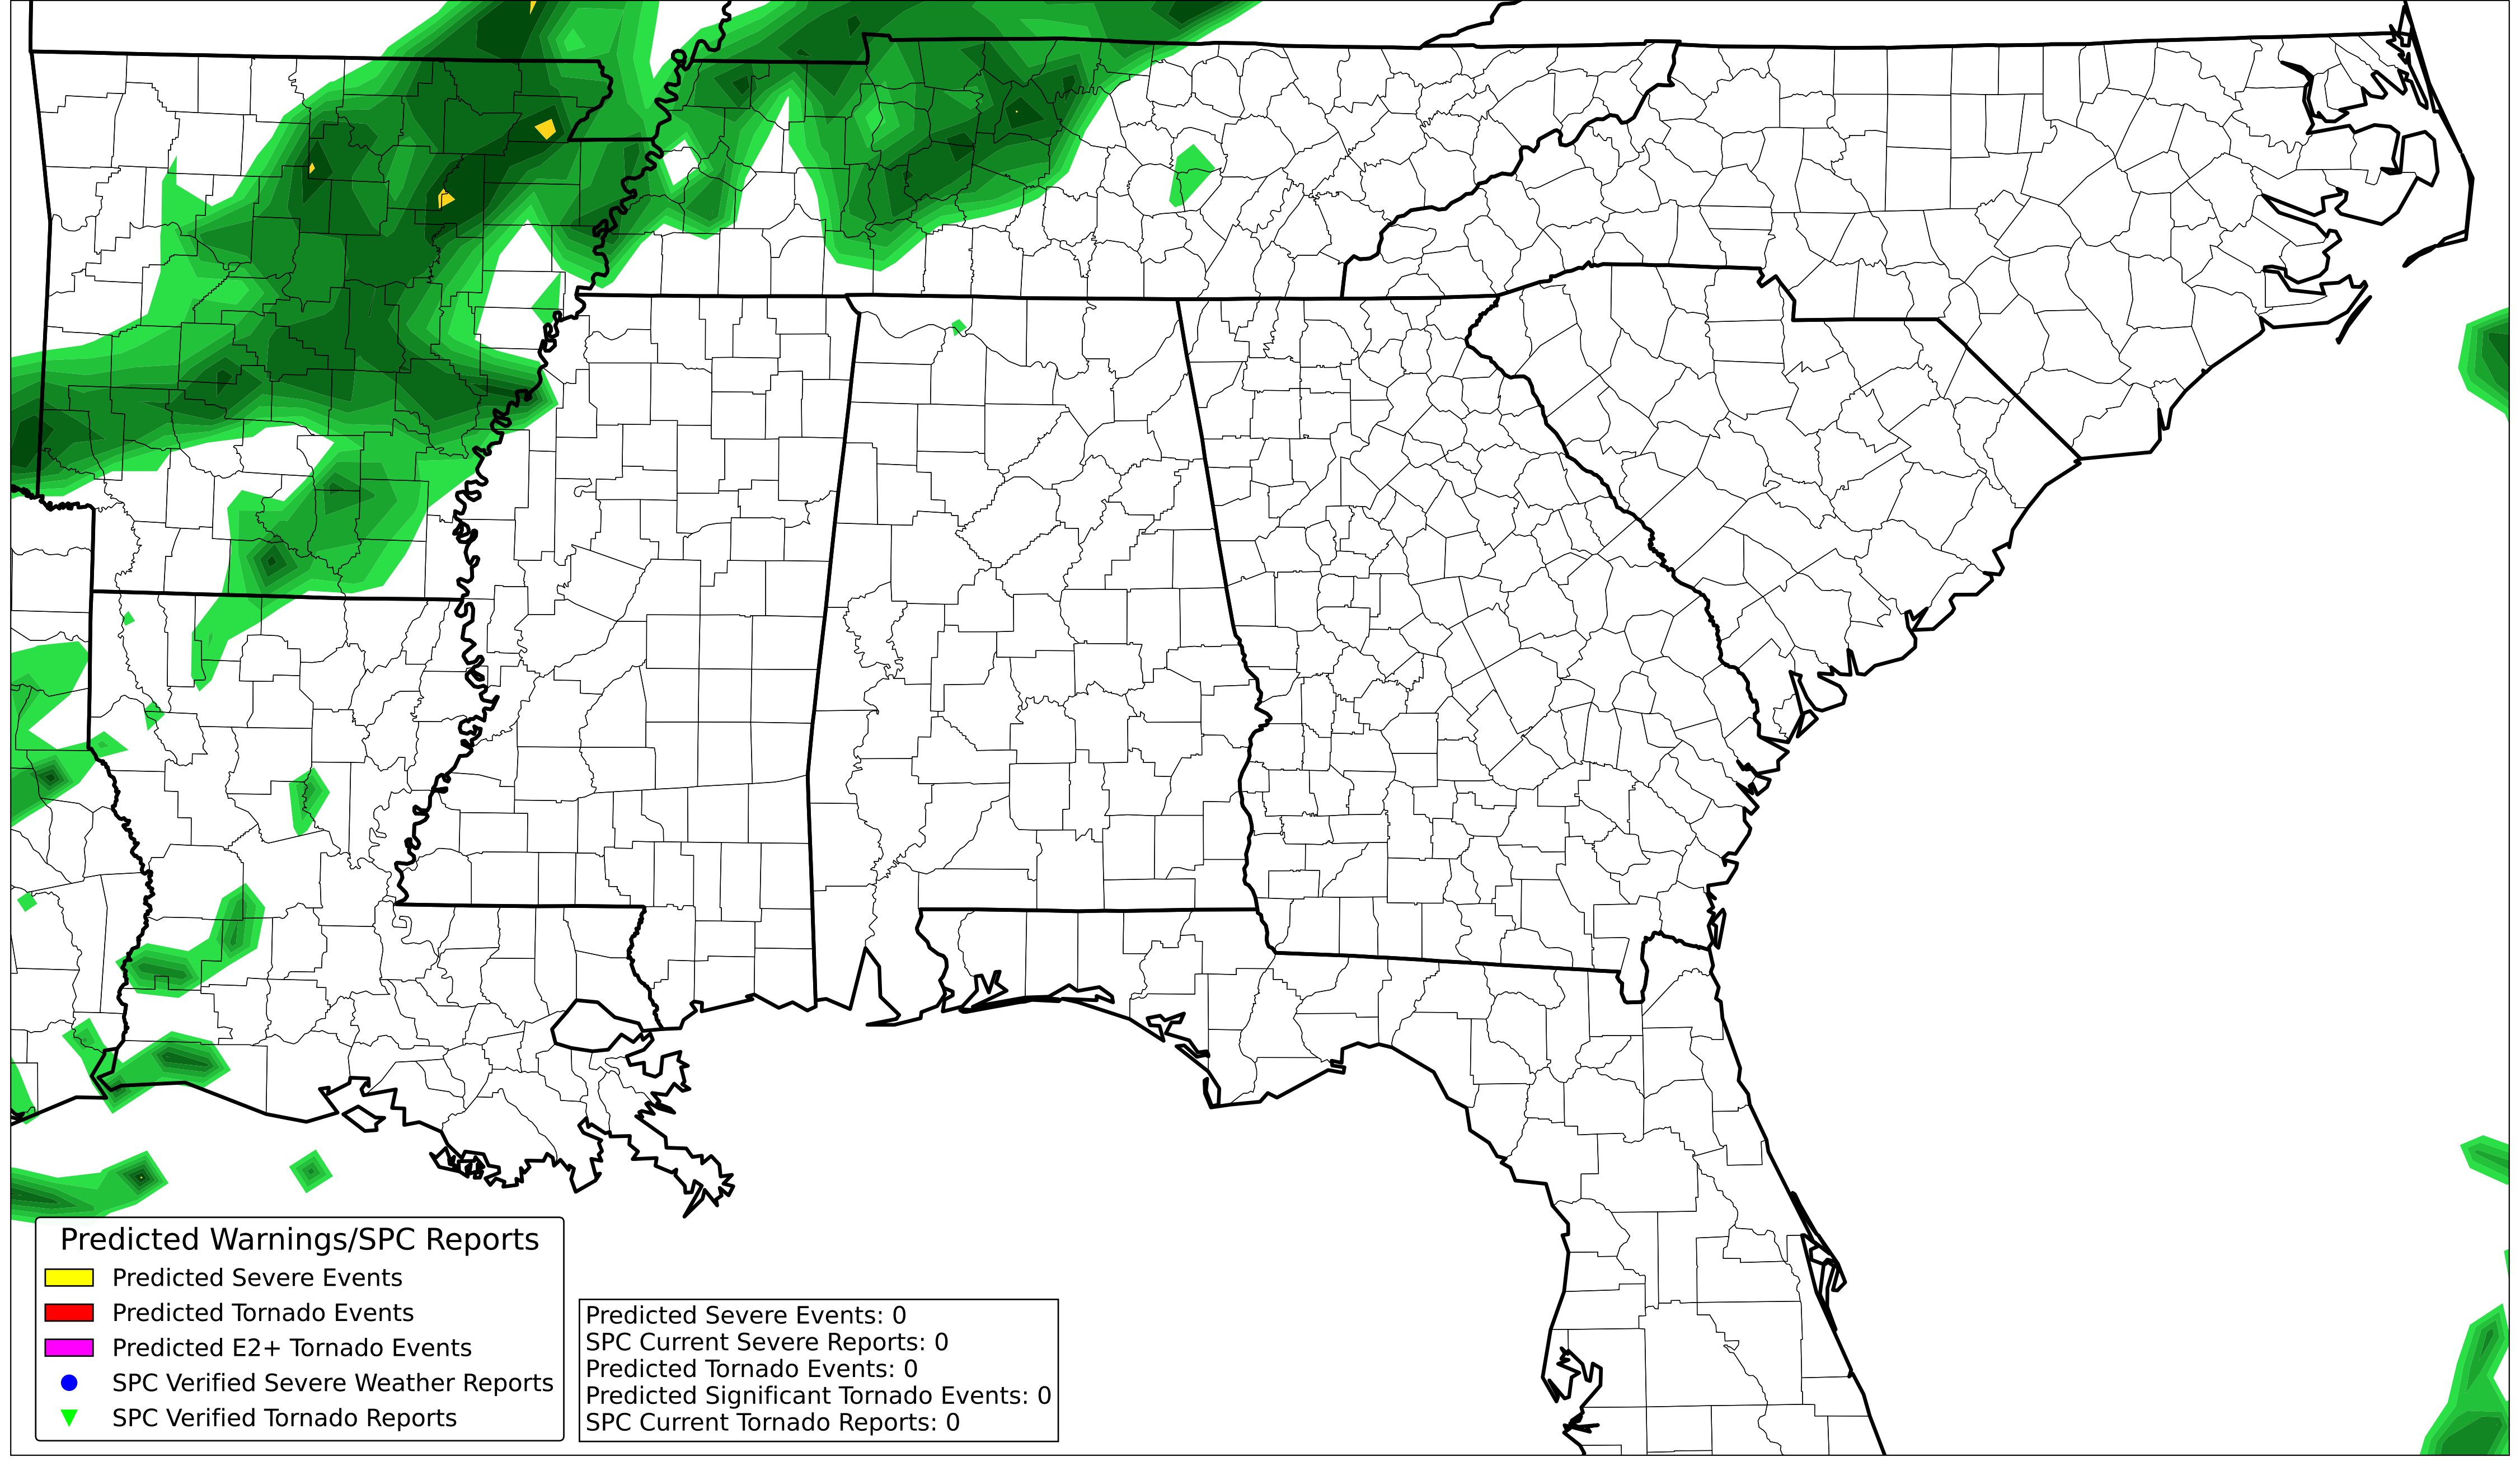 Predicted Warnings/SPC Reports
Predicted Severe Events
Predicted Tornado Events
Predicted E2+ Tornado Events
SPC Verified Severe Weather Reports
SPC Verified Tornado Reports
Predicted Severe Events: 0
SPC Current Severe Reports: 0
Predicted Tornado Events: 0
Predicted Significant Tornado Events: 0
SPC Current Tornado Reports: 0